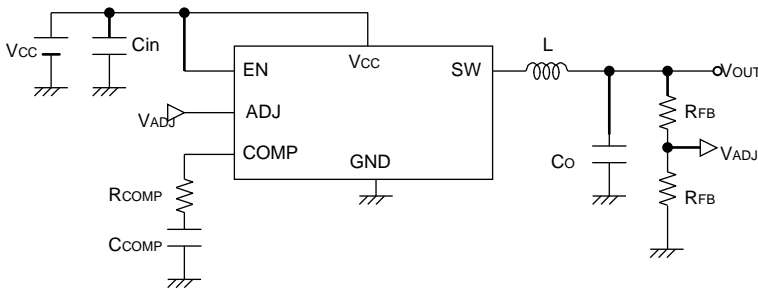 VCC
Cin
EN
VCC
SW
L
VOUT
VADJ
ADJ
RFB
COMP
GND
CO
VADJ
RCOMP
RFB
CCOMP